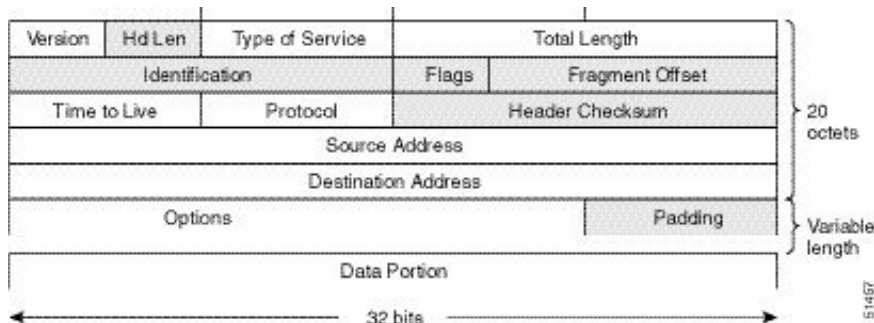 Version Hd Len Type of Service Total Length
Identification Flags Fragment Offset
Time to Live Protocol Header Checksum
20
octets
Source Address
Destination Address
Options Padding
Variable
length
Data Portion
32 bits
51457